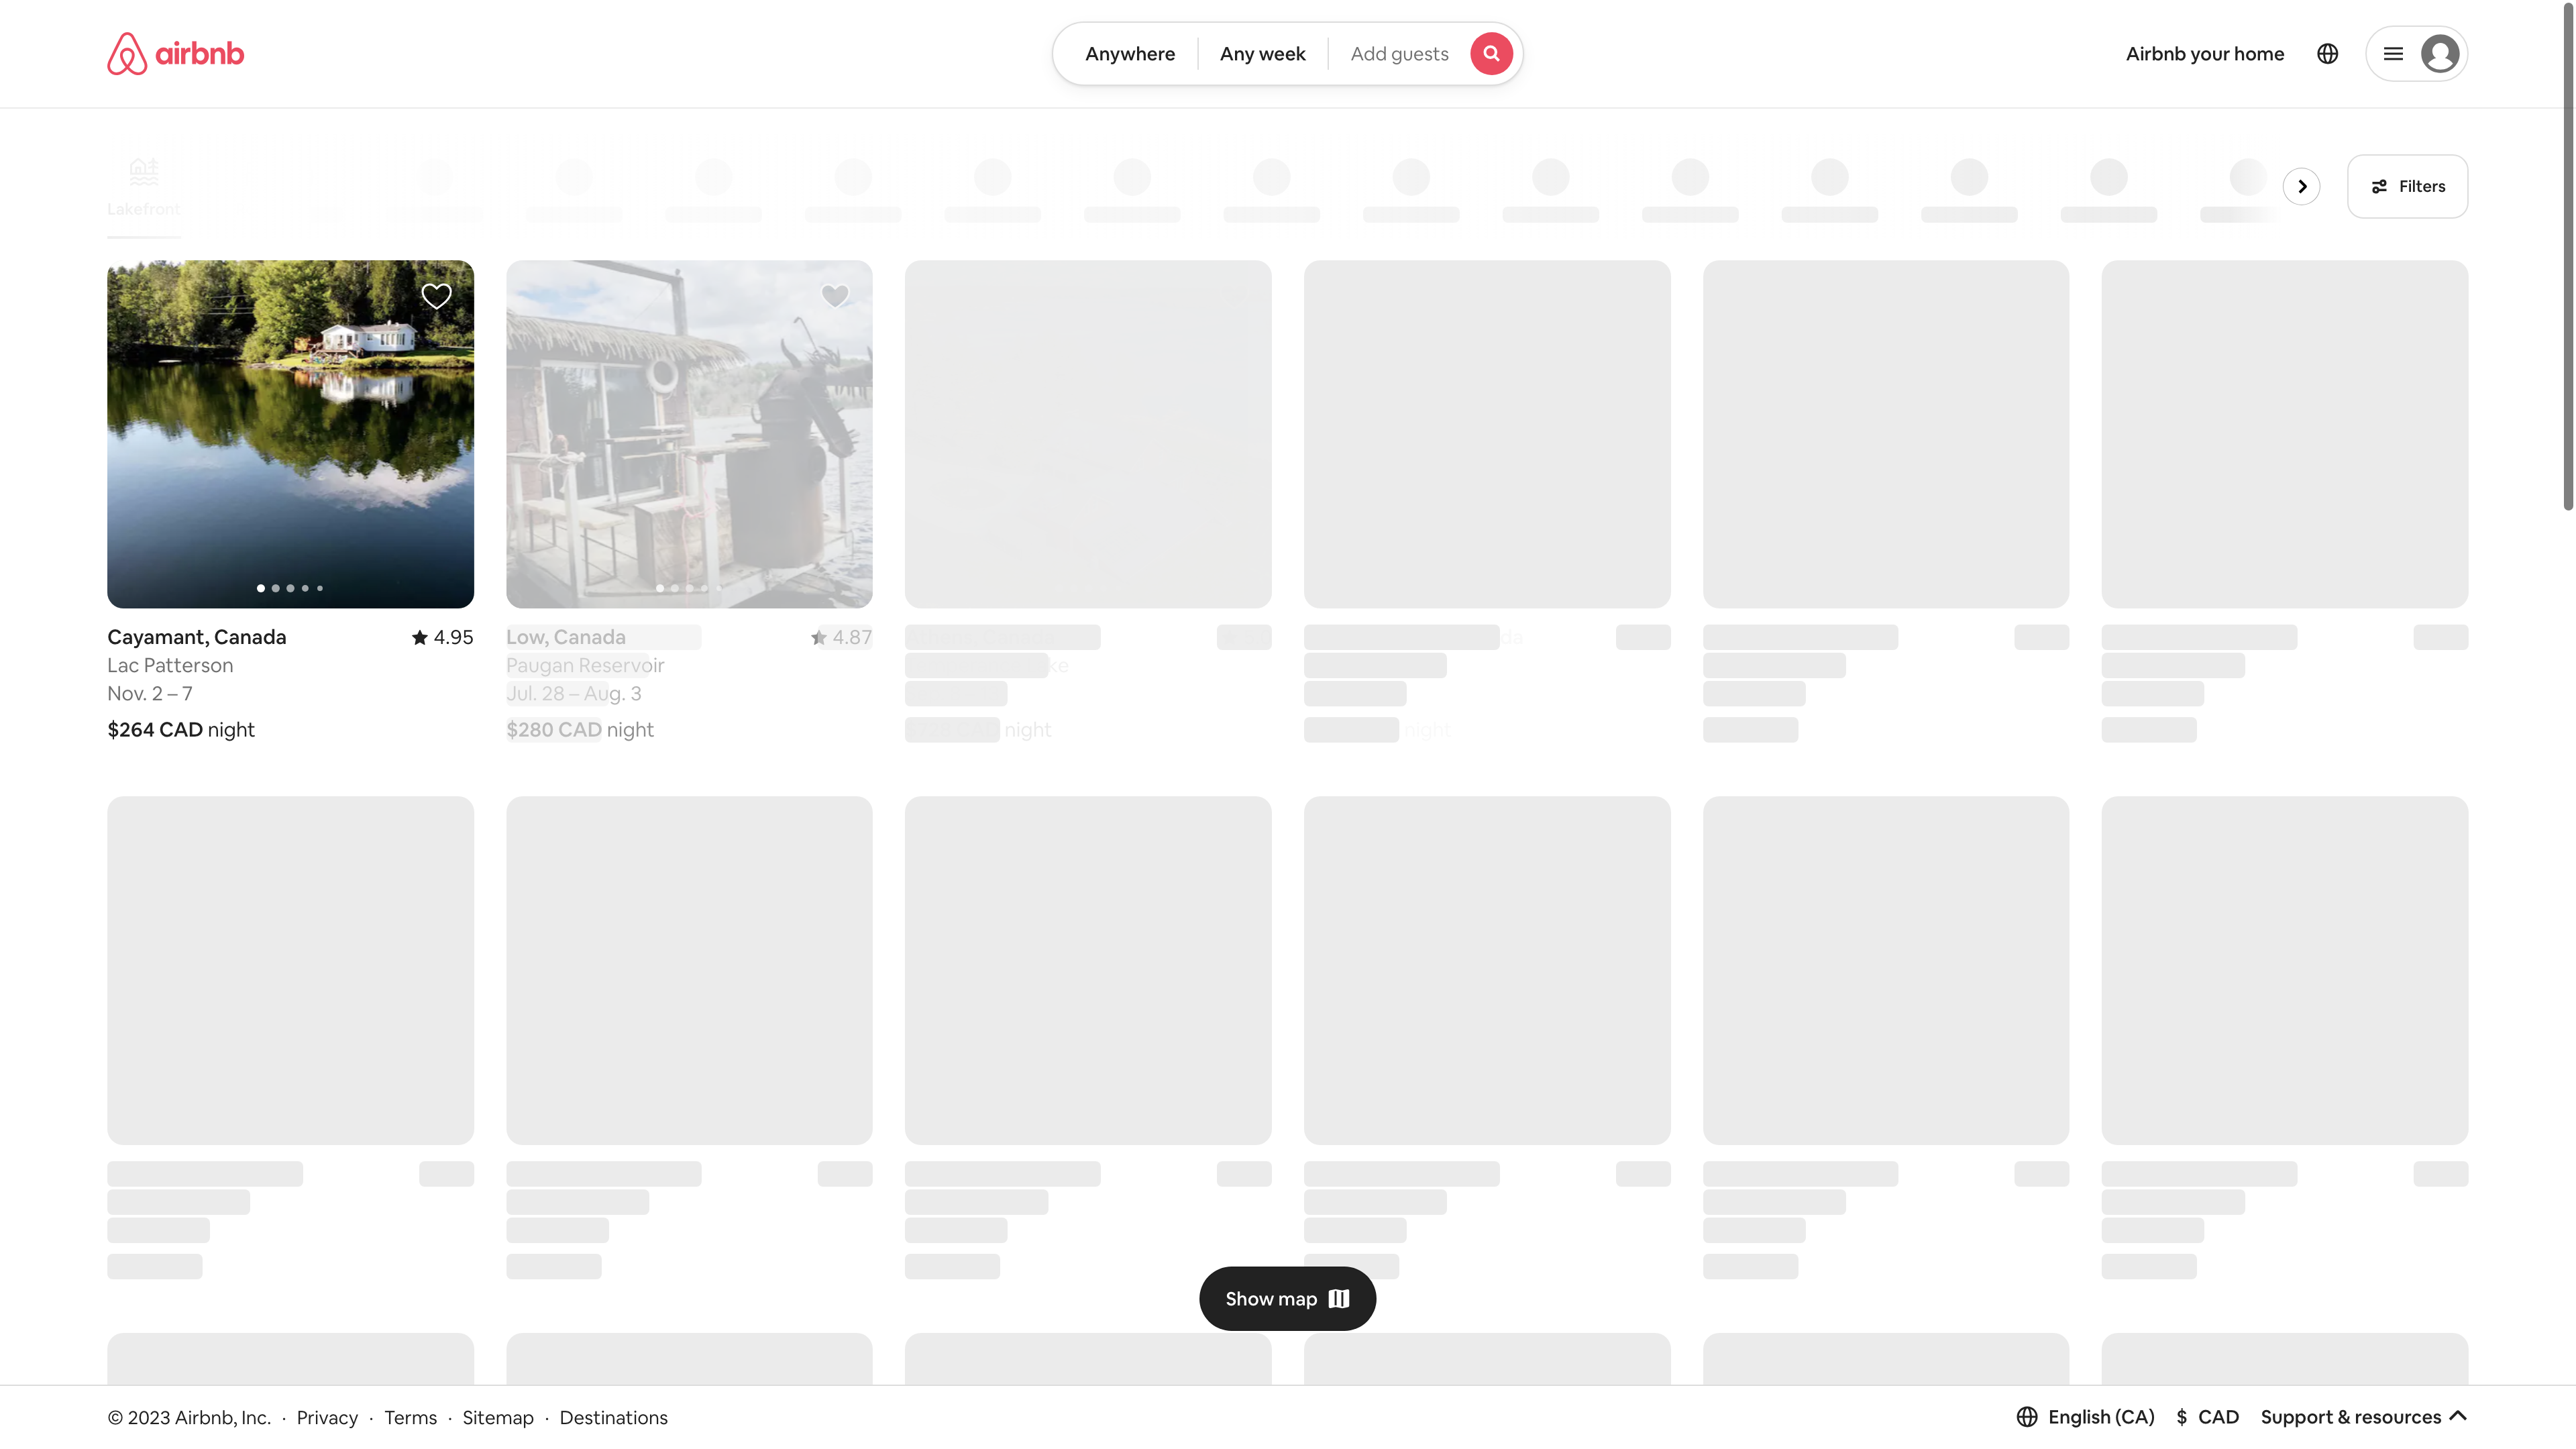 airbnb
Anywhere
Any week
Add guests
Airbnb your home
Lakefront
Filters
Cayamant, Canada
4.95
Lac Patterson
Nov. 2 – 7
$264 CAD night
Low, Canada
4.87
Paugan Reservoir
Jul. 28 – Aug. 3
$280 CAD night
night
night
Show map
© 2023 Airbnb, Inc. · Privacy · Terms · Sitemap · Destinations
English (CA)
$ CAD
Support & resources